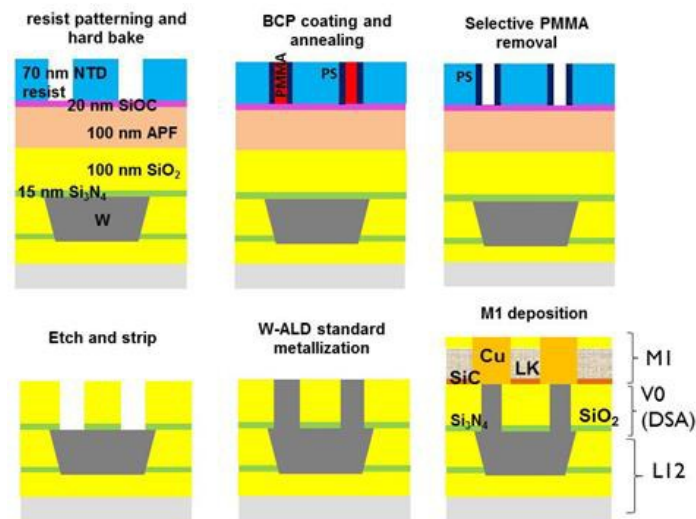 resist patterning and
hard bake
70 nm NTD
resist
20 nm SiOC
100 nm APF
100 nm SiO₂
15 nm Si₃N₄
W
BCP coating and
annealing
PMMA
PS
Selective PMMA
removal
PS
Etch and strip
W-ALD standard
metallization
M1 deposition
Cu
LK
SiC
Si₃N₄
SiO₂
M1
V0
(DSA)
L12